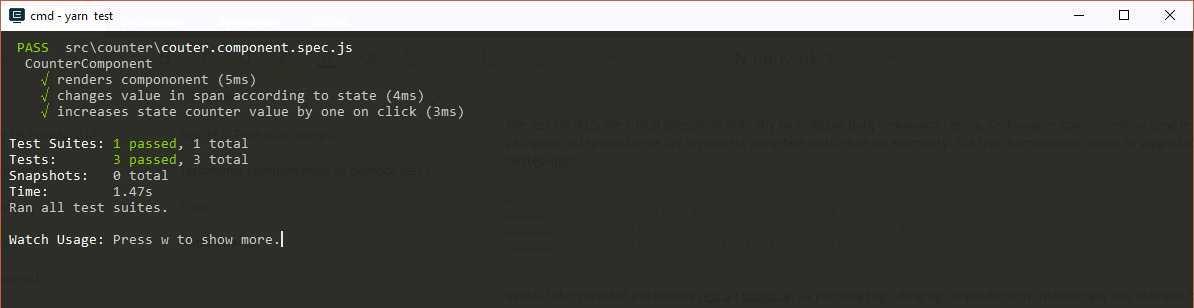 cmd - yarn test
PASS src\counter\couter.component.spec.js
CounterComponent
√ renders compononent (5ms)
√ changes value in span according to state (4ms)
√ increases state counter value by one on click (3ms)
Test Suites: 1 passed, 1 total
Tests: 3 passed, 3 total
Snapshots: 0 total
Time: 1.47s
Ran all test suites.
Watch Usage: Press w to show more.
Nagłówek 1